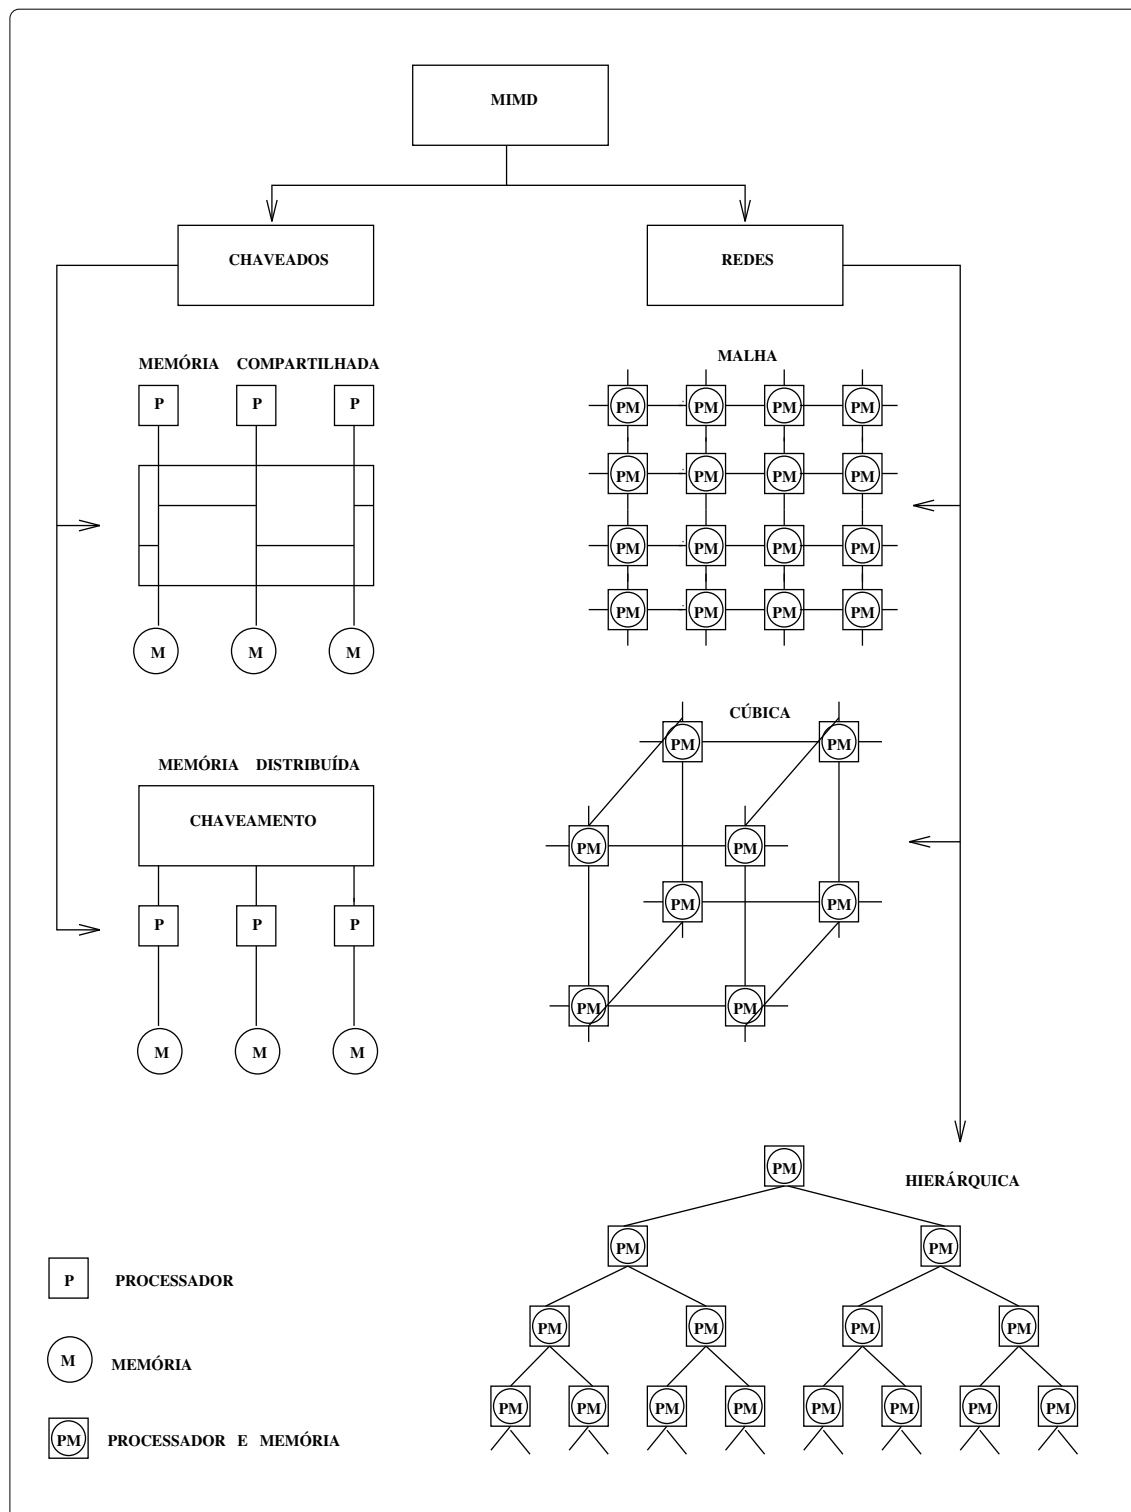 MIMD
CHAVEADOS
REDES
MEMÓRIA COMPARTILHADA
P P P
M M M
MEMÓRIA DISTRIBUÍDA
CHAVEAMENTO
P P P
M M M
MALHA
PM PM PM PM
PM PM PM PM
PM PM PM PM
PM PM PM PM
CÚBICA
PM PM
PM PM
PM PM
PM PM
HIERÁRQUICA
PM
PM PM
PM PM PM PM
PM PM PM PM PM PM PM PM
P PROCESSADOR
M MEMÓRIA
PM PROCESSADOR E MEMÓRIA